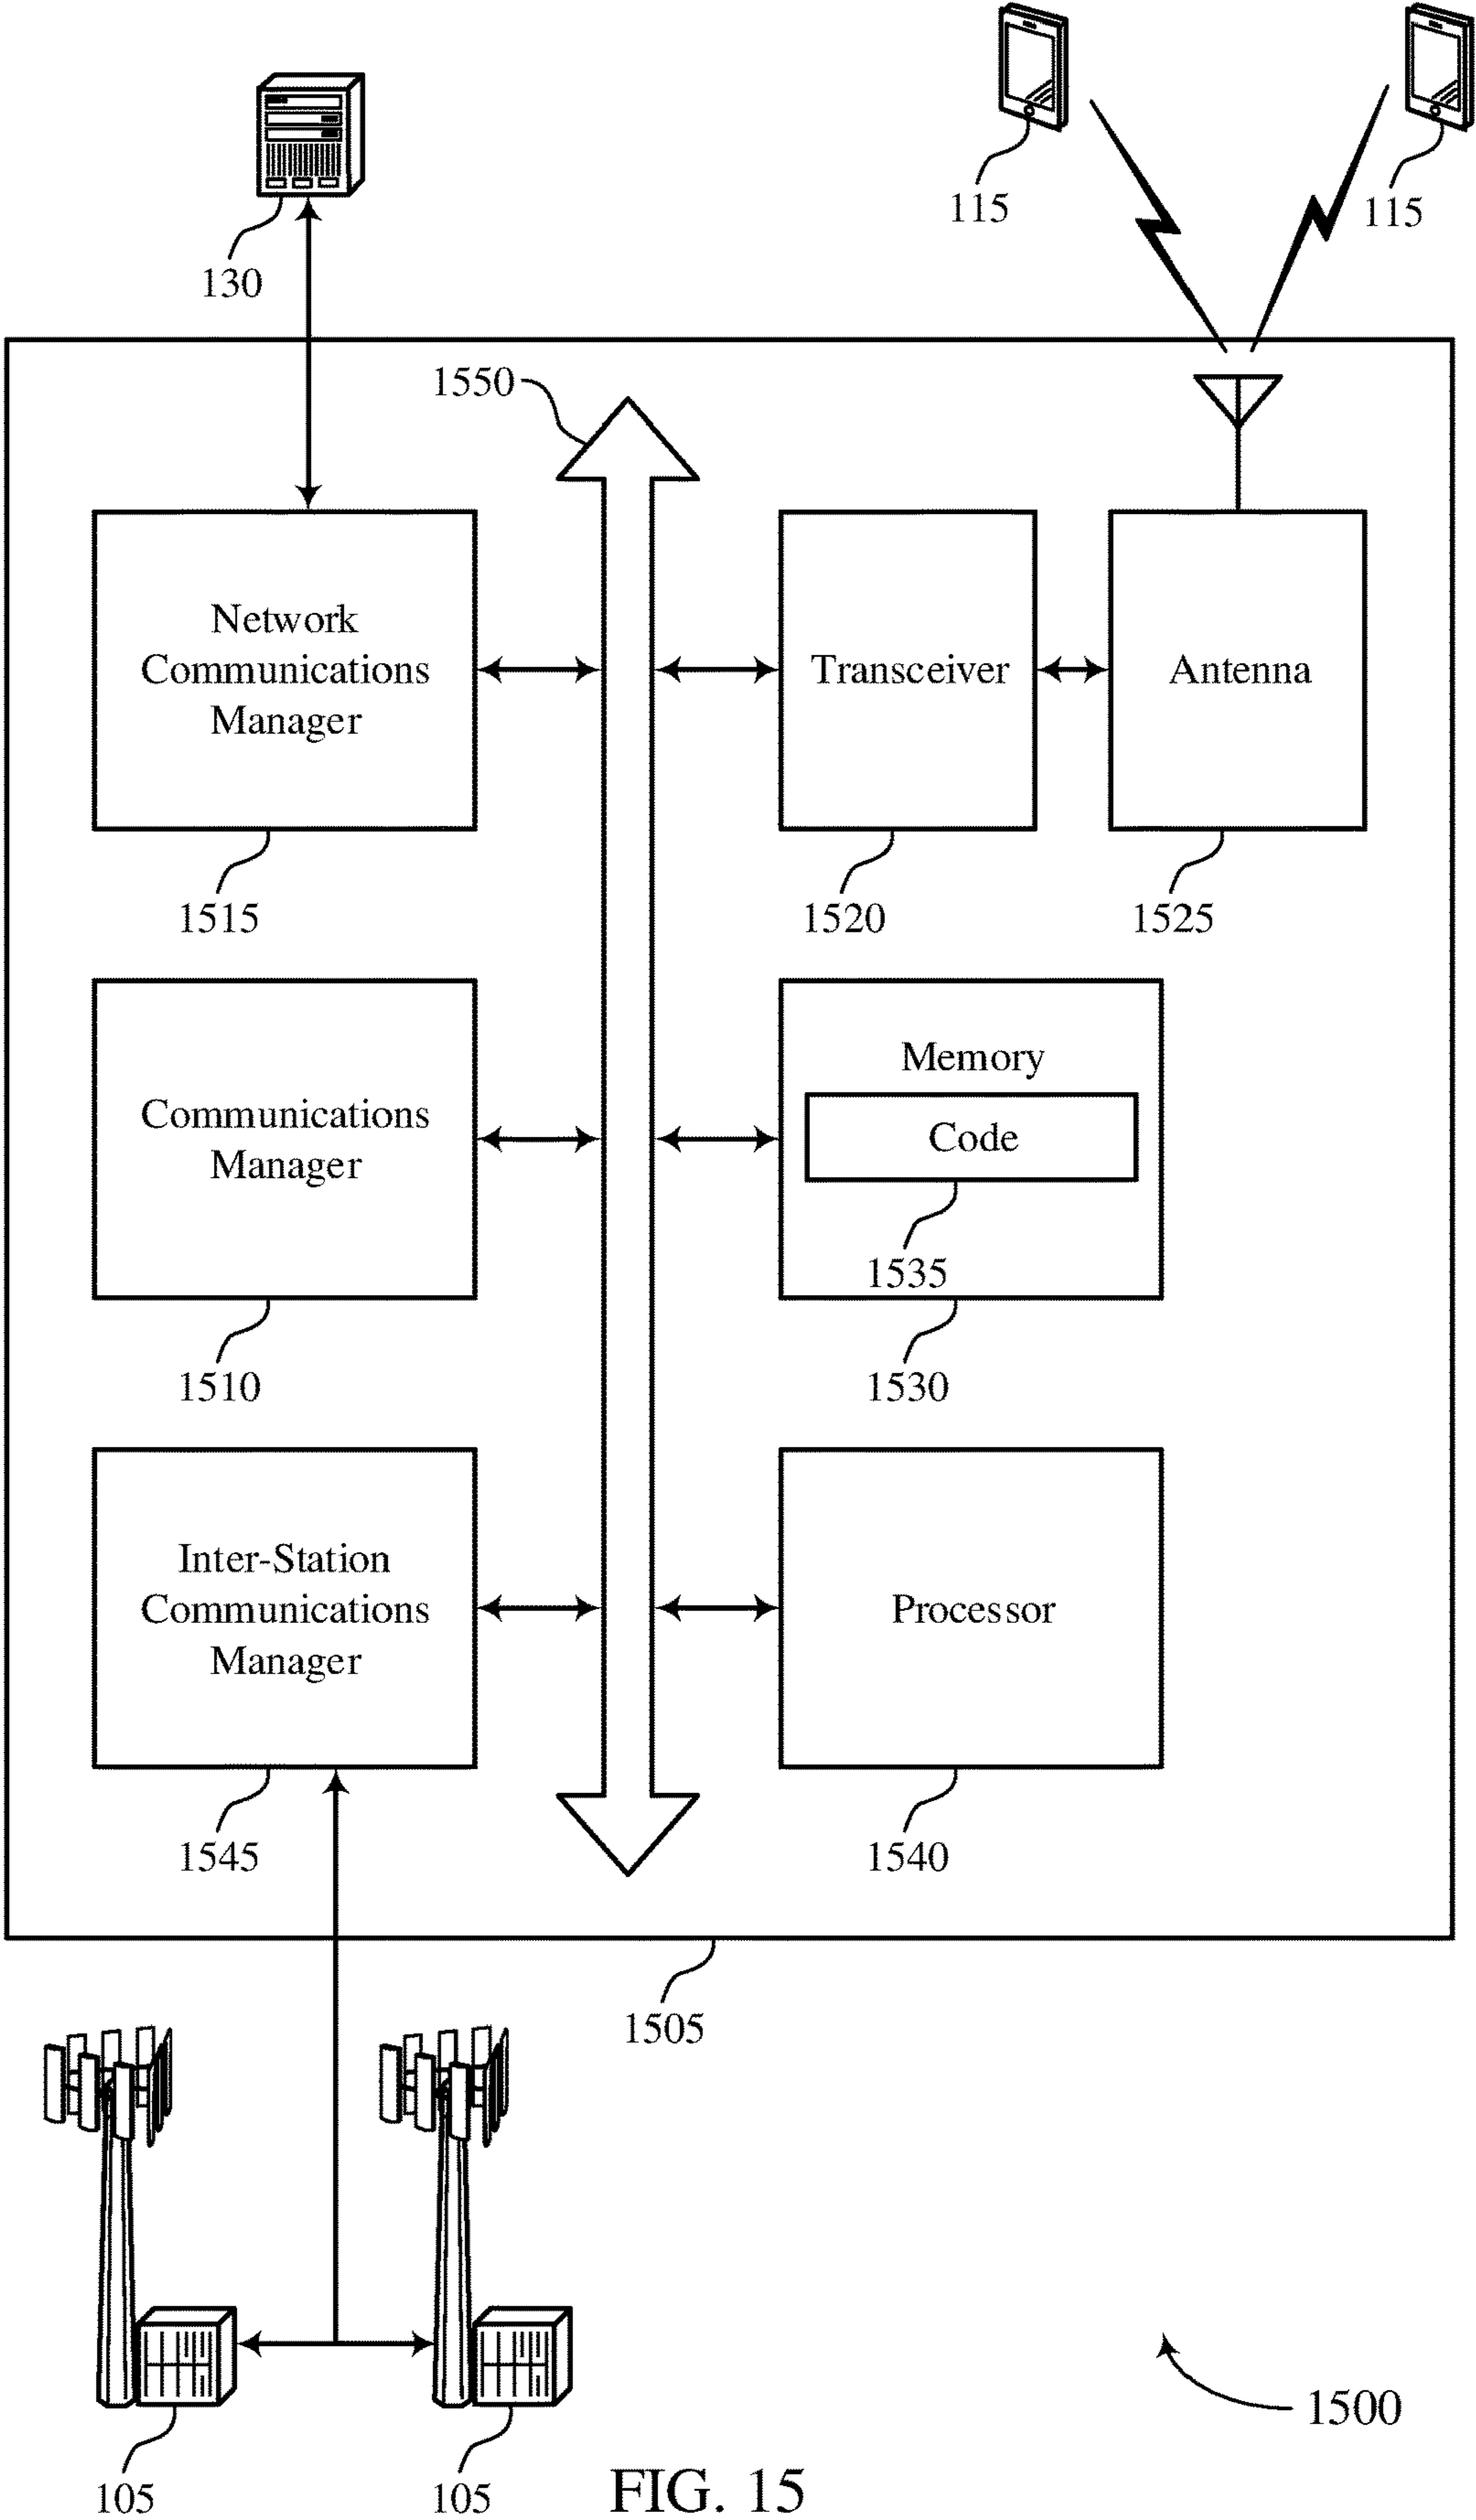 115
115
130
1550
Network
Communications
Manager
Transceiver
Antenna
1515
1520
1525
Communications
Manager
Memory
Code
1535
1510
1530
Inter-Station
Communications
Manager
Processor
1545
1540
1505
1500
105
105
FIG. 15